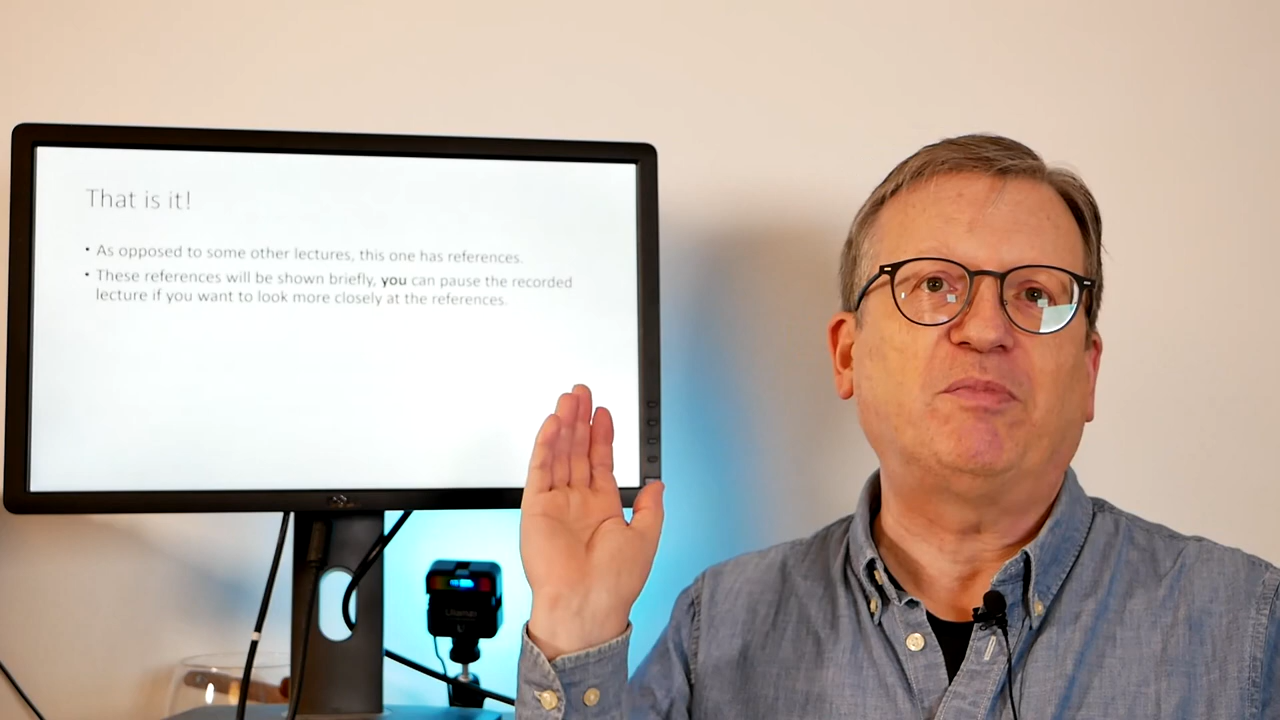 That is it!
• As opposed to some other lectures, this one has references.
• These references will be shown briefly, you can pause the recorded
lecture if you want to look more closely at the references.
Ulanzi